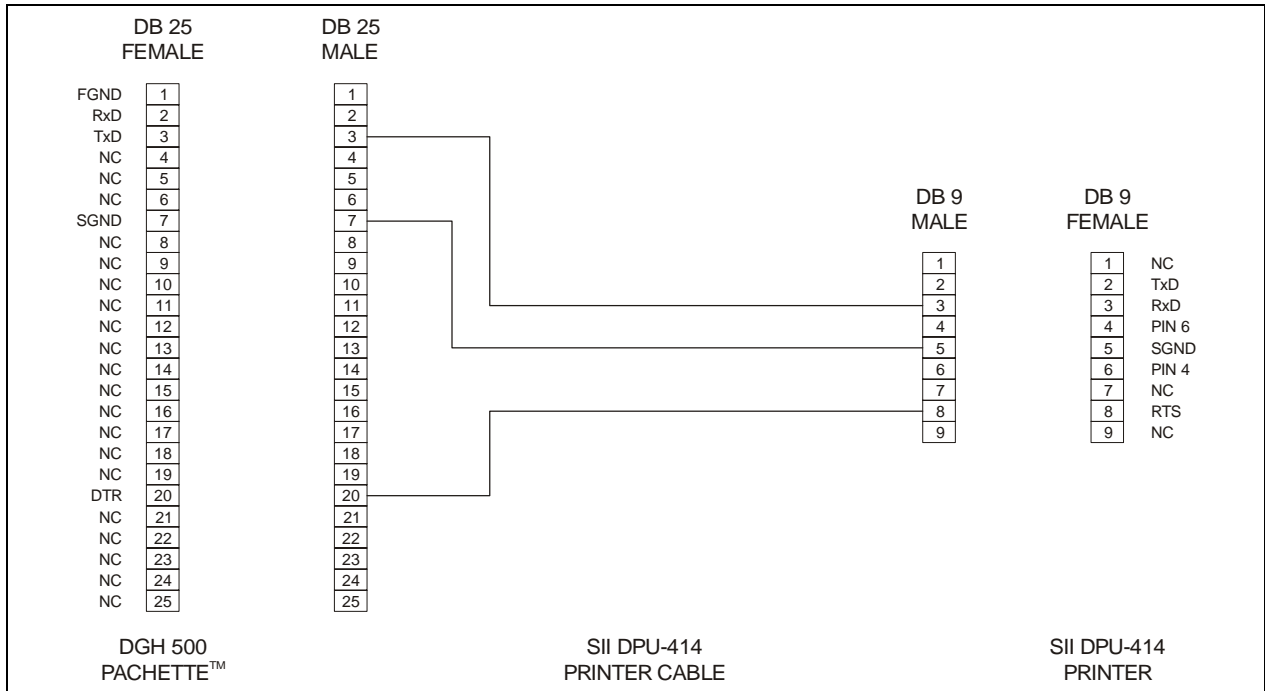 DB 25 DB 25
FEMALE MALE
FGND 1 1
RxD 2 2
TxD 3 3
NC 4 4
NC 5 5
NC 6 6
SGND 7 7
NC 8 8
NC 9 9
NC 10 10
NC 11 11
NC 12 12
NC 13 13
NC 14 14
NC 15 15
NC 16 16
NC 17 17
NC 18 18
NC 19 19
DTR 20 20
NC 21 21
NC 22 22
NC 23 23
NC 24 24
NC 25 25
DB 9 DB 9
MALE FEMALE
1 1 NC
2 2 TxD
3 3 RxD
4 4 PIN 6
5 5 SGND
6 6 PIN 4
7 7 NC
8 8 RTS
9 9 NC
DGH 500 SII DPU-414 SII DPU-414
PACHETTE™ PRINTER CABLE PRINTER